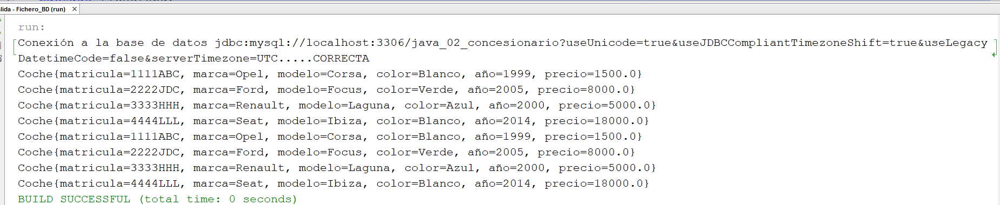 lida - Fichero_BD (run) ×
run:
Conexión a la base de datos jdbc:mysql://localhost:3306/java_02_concesionario?useUnicode=true&useJDBCCompliantTimezoneShift=true&useLegacy
DatetimeCode=false&serverTimezone=UTC.....CORRECTA
Coche{matricula=1111ABC, marca=Opel, modelo=Corsa, color=Blanco, año=1999, precio=1500.0}
Coche{matricula=2222JDC, marca=Ford, modelo=Focus, color=Verde, año=2005, precio=8000.0}
Coche{matricula=3333HHH, marca=Renault, modelo=Laguna, color=Azul, año=2000, precio=5000.0}
Coche{matricula=4444LLL, marca=Seat, modelo=Ibiza, color=Blanco, año=2014, precio=18000.0}
Coche{matricula=1111ABC, marca=Opel, modelo=Corsa, color=Blanco, año=1999, precio=1500.0}
Coche{matricula=2222JDC, marca=Ford, modelo=Focus, color=Verde, año=2005, precio=8000.0}
Coche{matricula=3333HHH, marca=Renault, modelo=Laguna, color=Azul, año=2000, precio=5000.0}
Coche{matricula=4444LLL, marca=Seat, modelo=Ibiza, color=Blanco, año=2014, precio=18000.0}
BUILD SUCCESSFUL (total time: 0 seconds)